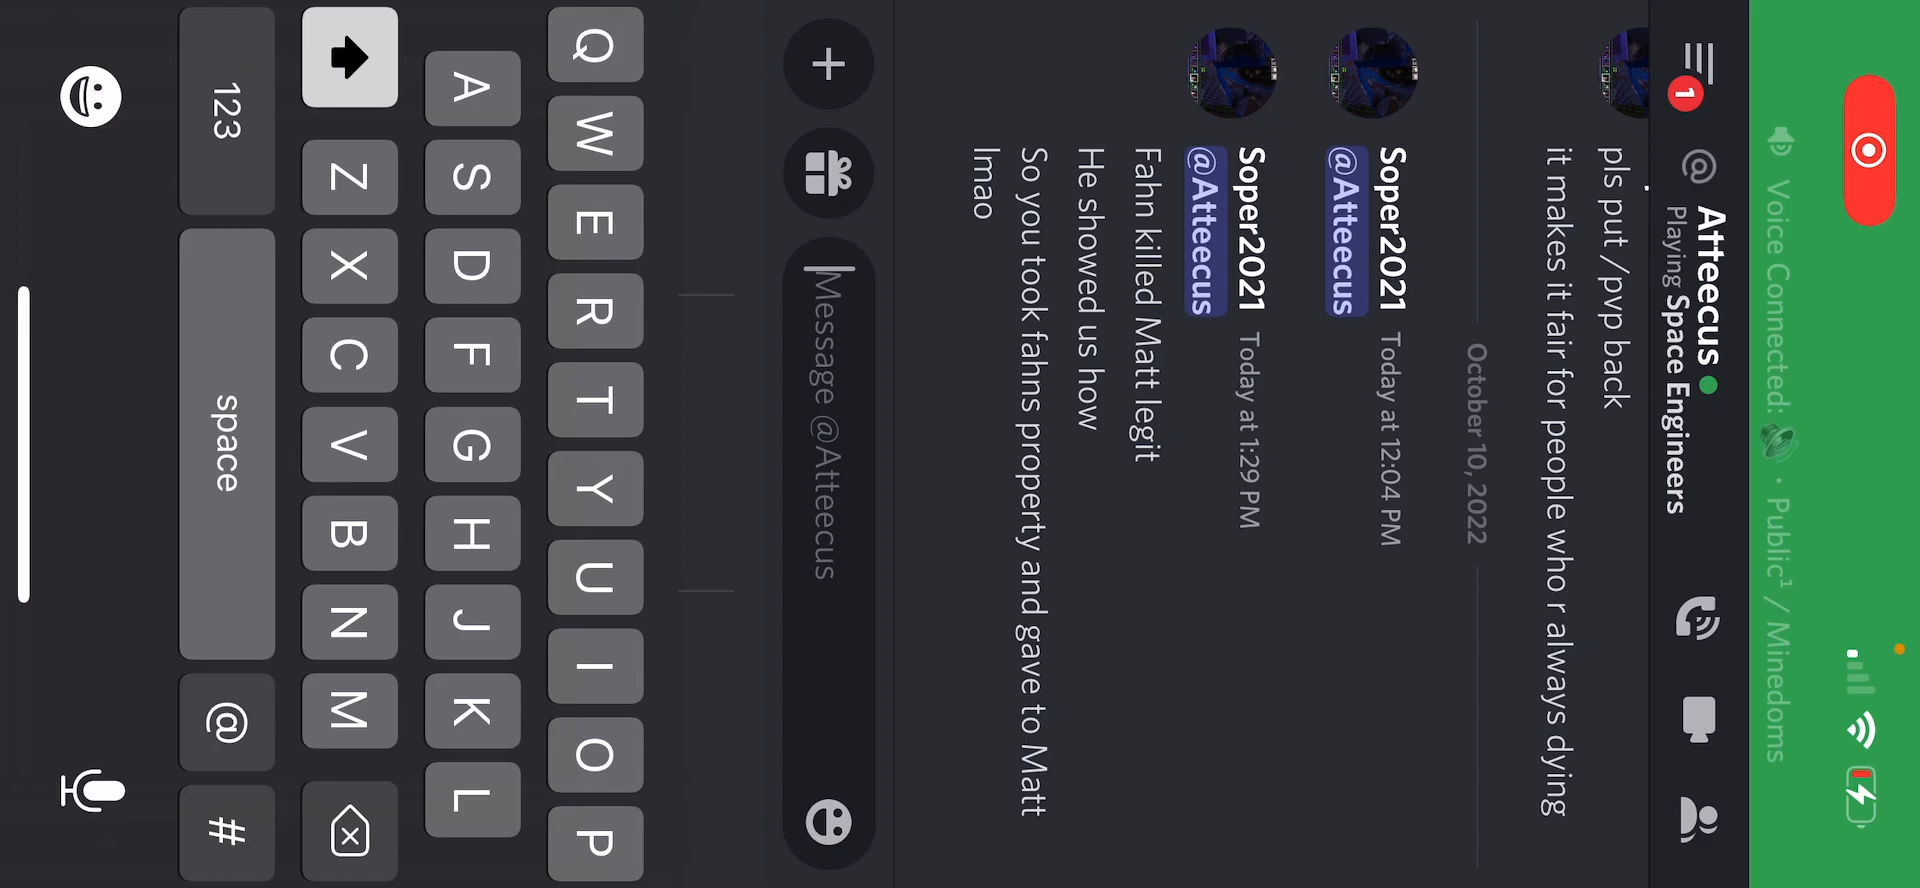 Voice Connected: 🔊 • Public¹ / Minedoms
1
@ Atteecus
Playing Space Engineers
pls put /pvp back
it makes it fair for people who r always dying
October 10, 2022
Soper2021 Today at 12:04 PM
@Atteecus
Soper2021 Today at 1:29 PM
@Atteecus
Fahn killed Matt legit
He showed us how
So you took fahns property and gave to Matt
lmao
Message @Atteecus
Q W E R T Y U I O P
A S D F G H J K L
Z X C V B N M
123 space @ #